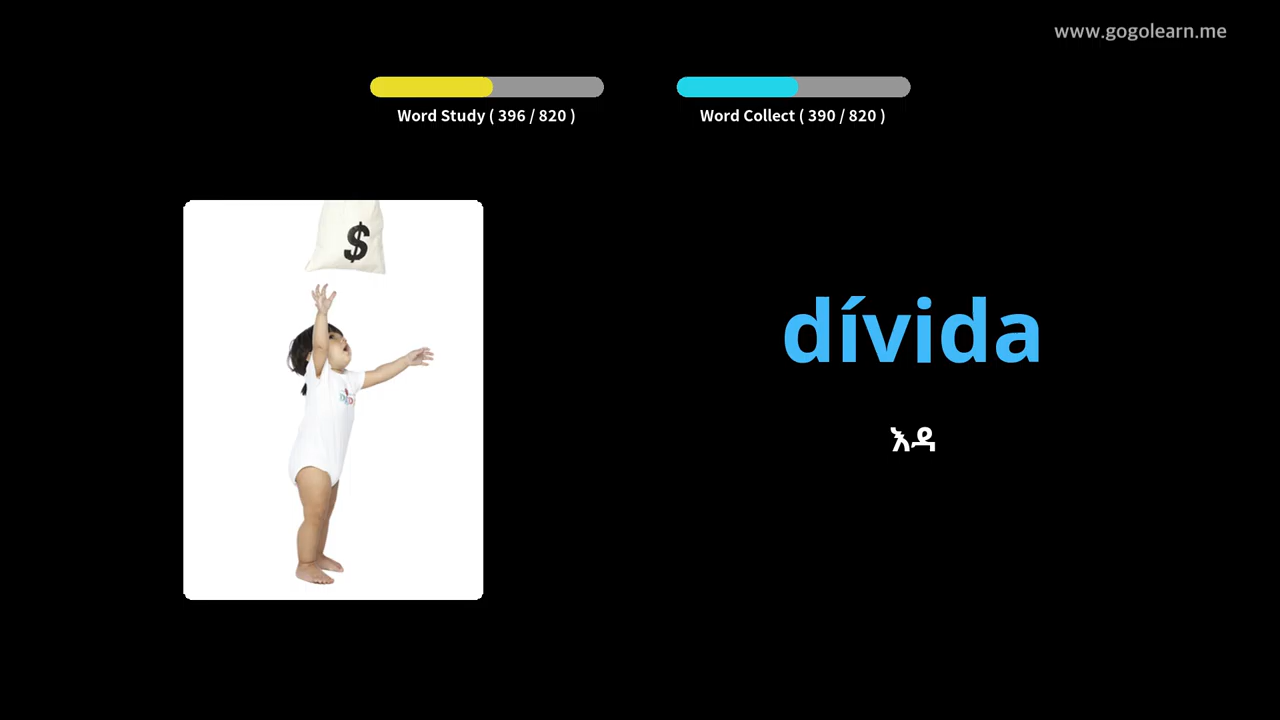 www.gogolearn.me
Word Study ( 396 / 820 )
Word Collect ( 390 / 820 )
$
dívida
እዳ